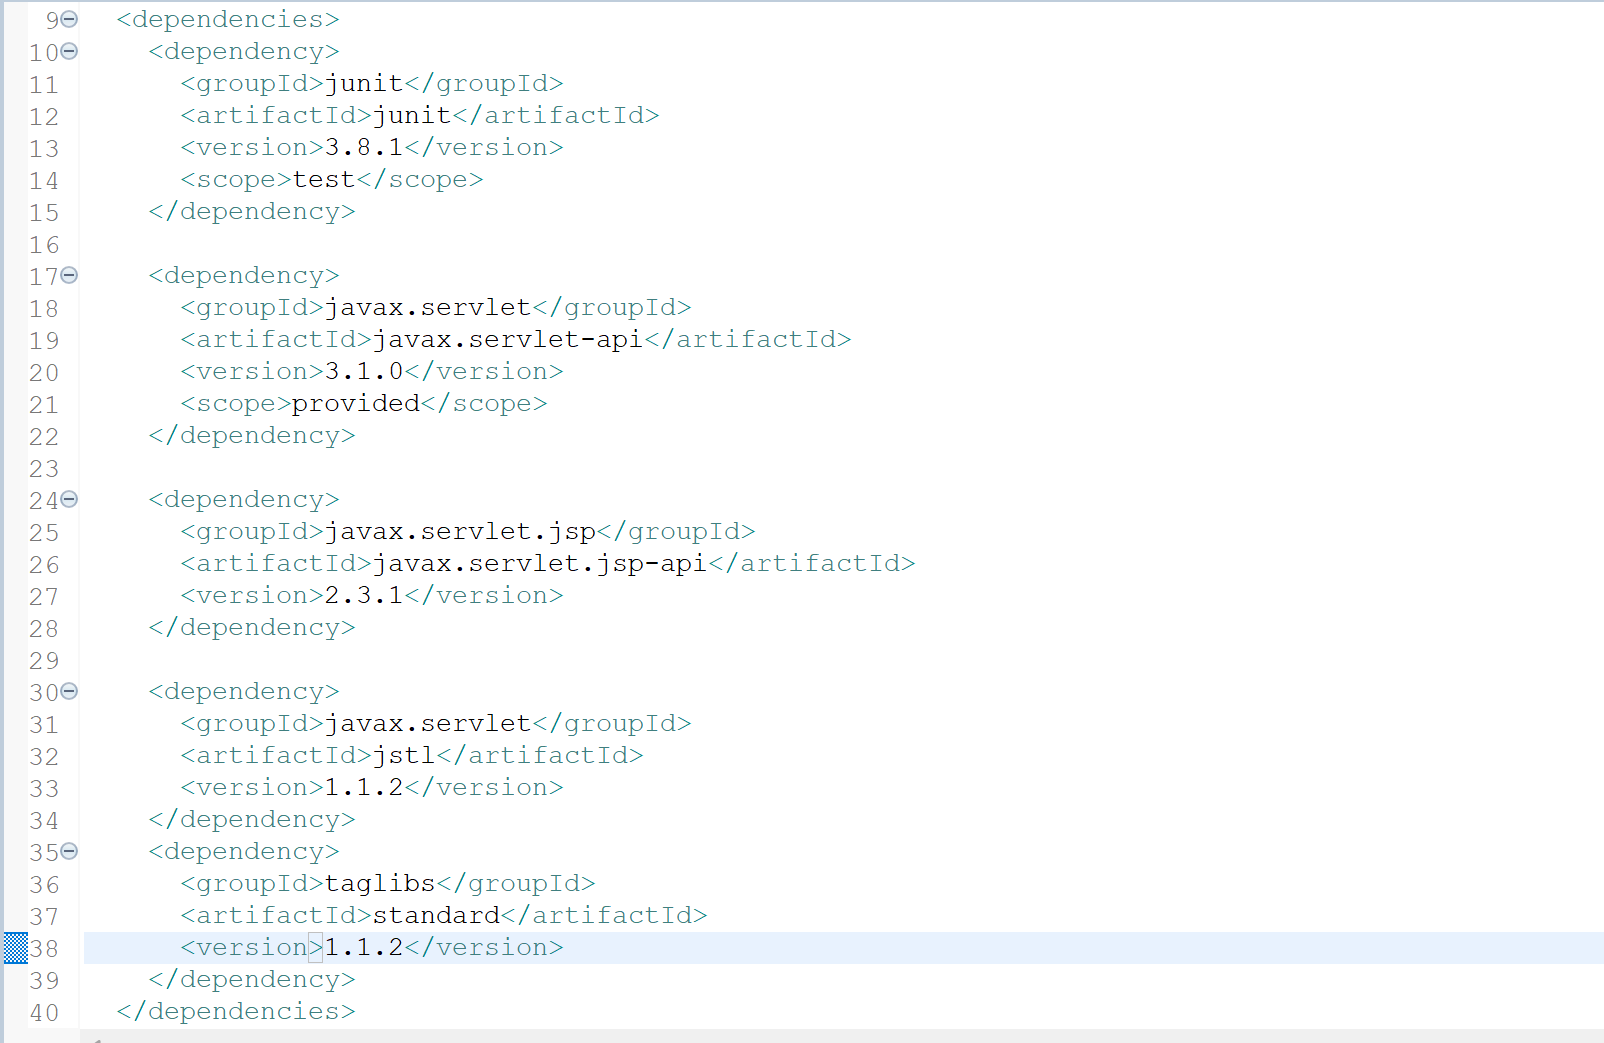 9 <dependencies>
10 <dependency>
11 <groupId>junit</groupId>
12 <artifactId>junit</artifactId>
13 <version>3.8.1</version>
14 <scope>test</scope>
15 </dependency>
16
17 <dependency>
18 <groupId>javax.servlet</groupId>
19 <artifactId>javax.servlet-api</artifactId>
20 <version>3.1.0</version>
21 <scope>provided</scope>
22 </dependency>
23
24 <dependency>
25 <groupId>javax.servlet.jsp</groupId>
26 <artifactId>javax.servlet.jsp-api</artifactId>
27 <version>2.3.1</version>
28 </dependency>
29
30 <dependency>
31 <groupId>javax.servlet</groupId>
32 <artifactId>jstl</artifactId>
33 <version>1.1.2</version>
34 </dependency>
35 <dependency>
36 <groupId>taglibs</groupId>
37 <artifactId>standard</artifactId>
38 <version>1.1.2</version>
39 </dependency>
40 </dependencies>